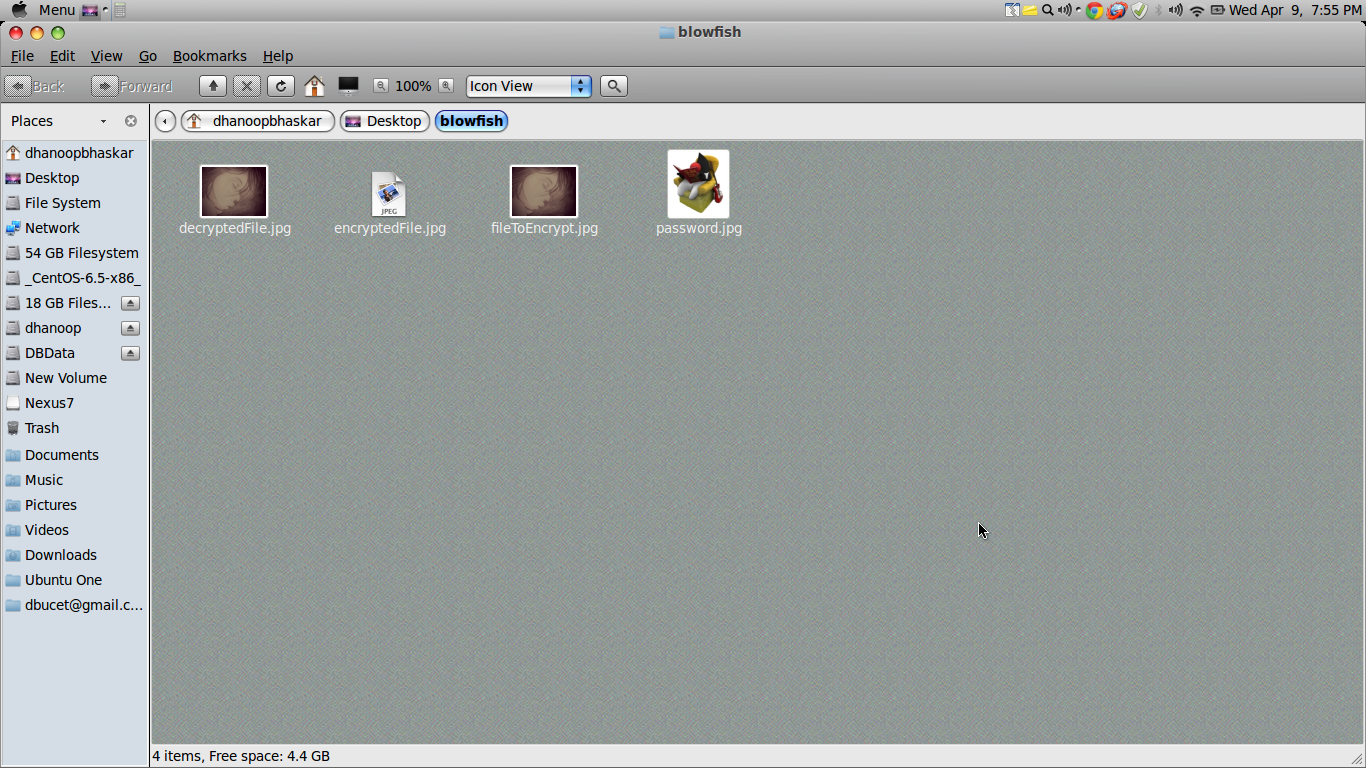 Menu
Wed Apr 9, 7:55 PM
blowfish
File Edit View Go Bookmarks Help
Back Forward 100% Icon View
Places
dhanoopbhaskar Desktop blowfish
dhanoopbhaskar
Desktop
File System
Network
54 GB Filesystem
_CentOS-6.5-x86_
18 GB Files...
dhanoop
DBData
New Volume
Nexus7
Trash
Documents
Music
Pictures
Videos
Downloads
Ubuntu One
dbucet@gmail.c...
JPEG
decryptedFile.jpg encryptedFile.jpg fileToEncrypt.jpg password.jpg
4 items, Free space: 4.4 GB